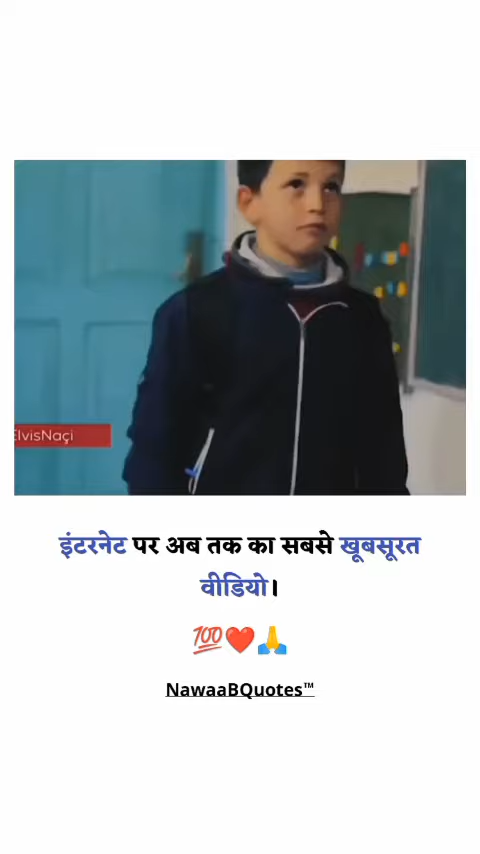 ElvisNaçi
इंटरनेट पर अब तक का सबसे खूबसूरत
वीडियो।
💯❤️🙏
NawaaBQuotes™